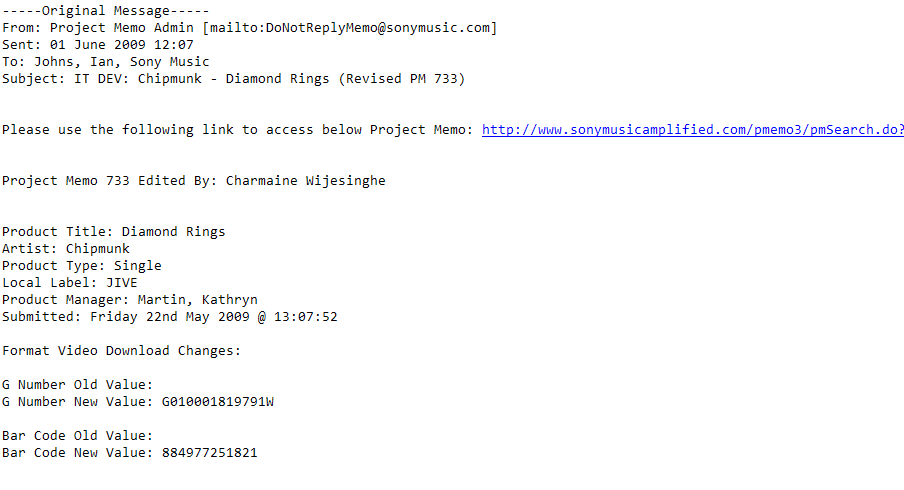 -----Original Message-----
From: Project Memo Admin [mailto:DoNotReplyMemo@sonymusic.com]
Sent: 01 June 2009 12:07
To: Johns, Ian, Sony Music
Subject: IT DEV: Chipmunk - Diamond Rings (Revised PM 733)
Please use the following link to access below Project Memo: http://www.sonymusicamplified.com/pmemo3/pmSearch.do?
Project Memo 733 Edited By: Charmaine Wijesinghe
Product Title: Diamond Rings
Artist: Chipmunk
Product Type: Single
Local Label: JIVE
Product Manager: Martin, Kathryn
Submitted: Friday 22nd May 2009 @ 13:07:52
Format Video Download Changes:
G Number Old Value:
G Number New Value: G010001819791W
Bar Code Old Value:
Bar Code New Value: 884977251821